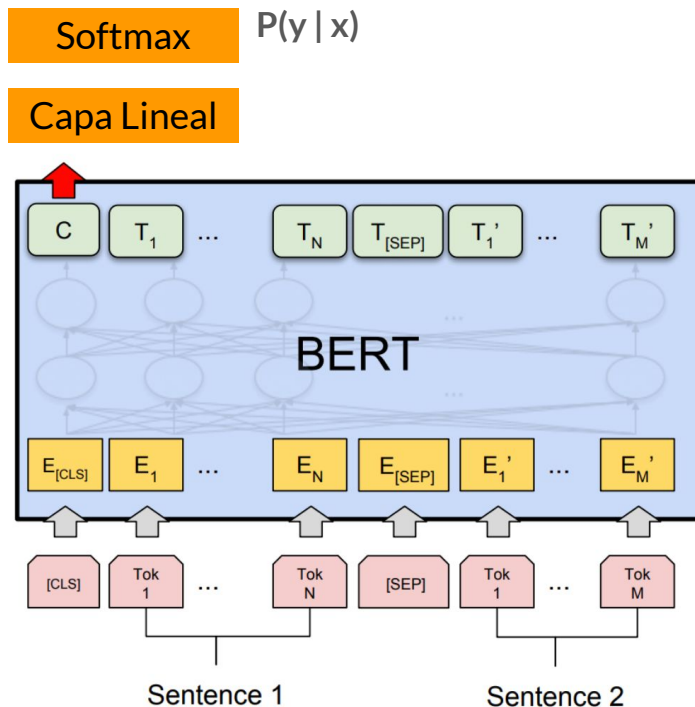 Softmax P(y | x)
Capa Lineal
C T1 ... TN T[SEP] T1’ ... TM’
...
BERT
...
E[CLS] E1 ... EN E[SEP] E1’ ... EM’
[CLS] Tok 1 ... Tok N [SEP] Tok 1 ... Tok M
Sentence 1 Sentence 2